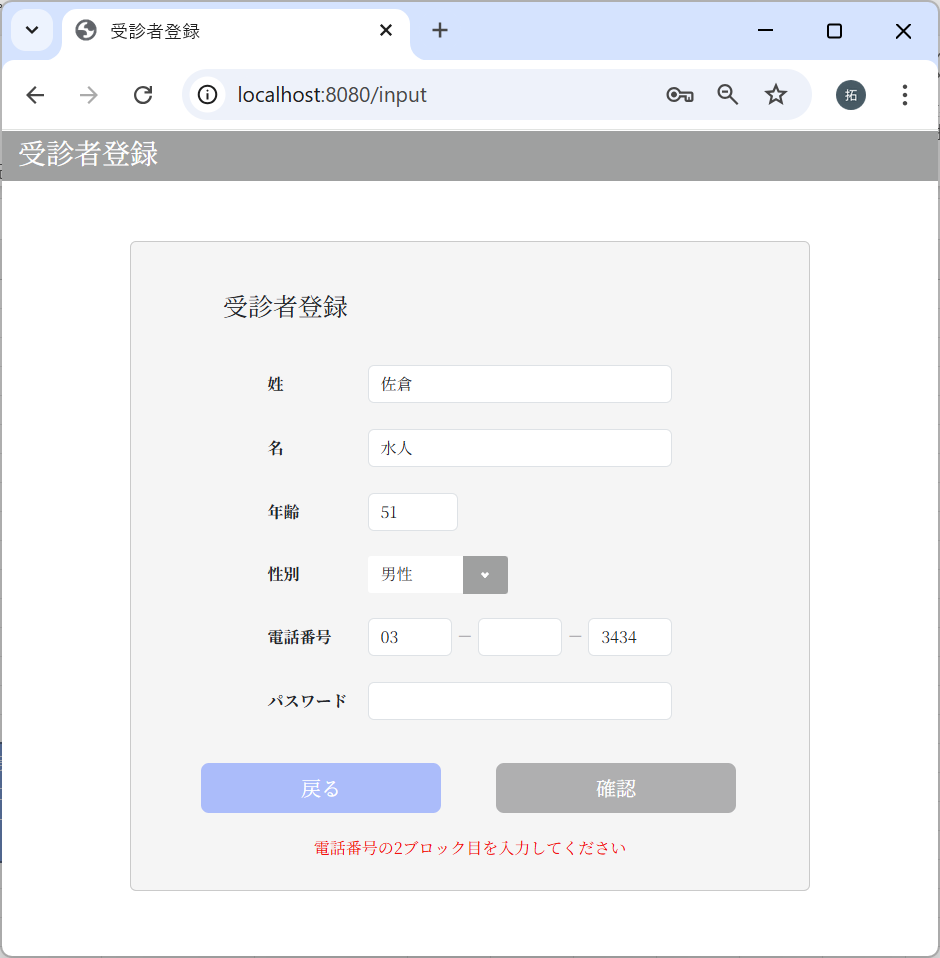 受診者登録
localhost:8080/input
拓
受診者登録
受診者登録
姓 佐倉
名 水人
年齢 51
性別 男性
電話番号 03 － － 3434
パスワード
戻る 確認
電話番号の2ブロック目を入力してください